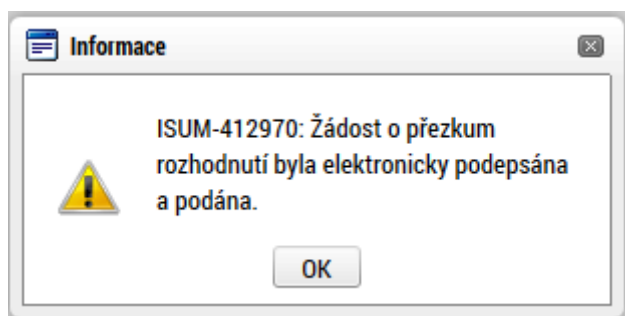 Informace
ISUM-412970: Žádost o přezkum
rozhodnutí byla elektronicky podepsána
a podána.
OK